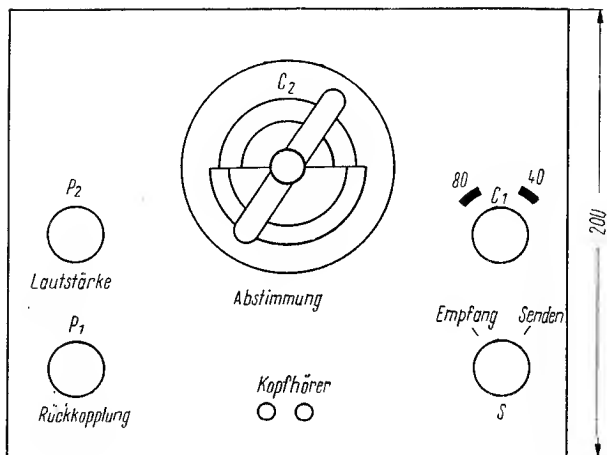 C2
P2
Lautstärke
P1
Rückkopplung
Abstimmung
Kopfhörer
80
40
C1
Empfang
Senden
S
200